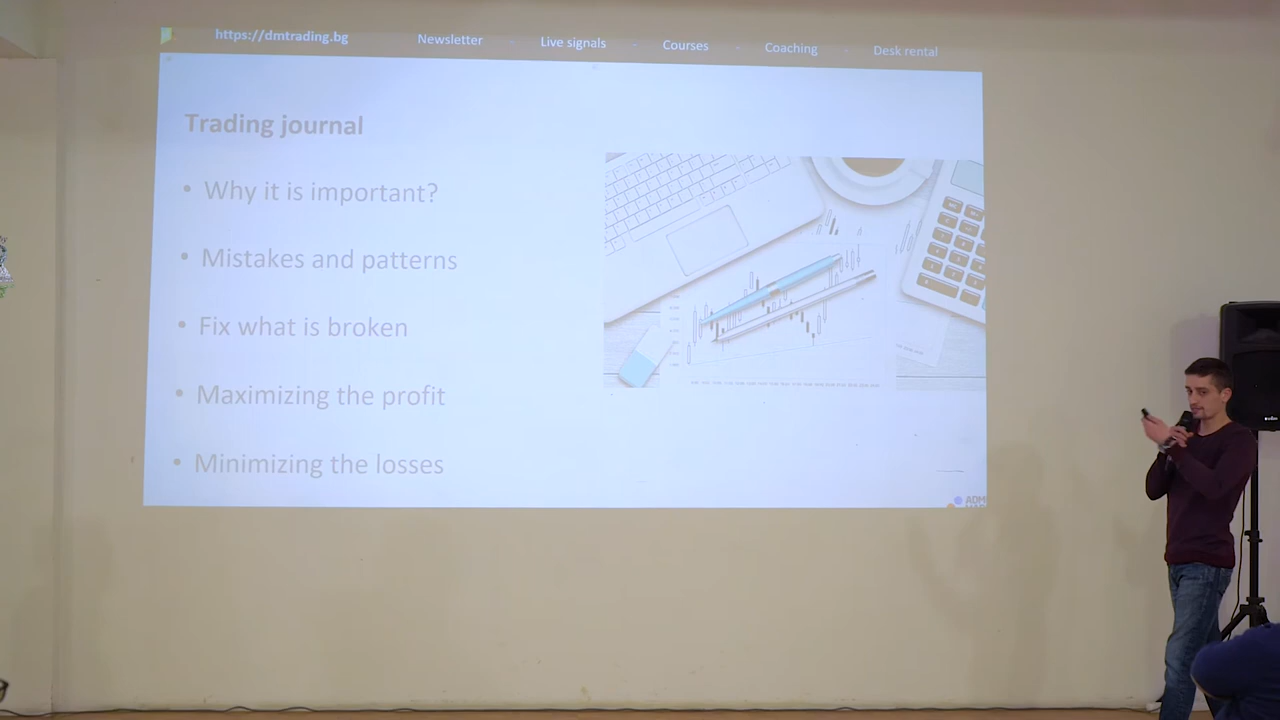 https://dmtrading.bg Newsletter - Live signals - Courses - Coaching - Desk rental
Trading journal
• Why it is important?
• Mistakes and patterns
• Fix what is broken
• Maximizing the profit
• Minimizing the losses
ADM